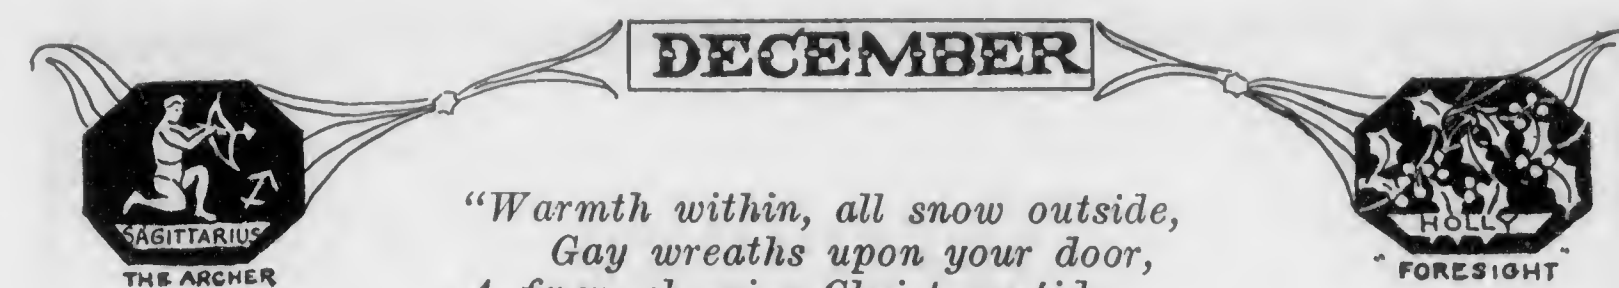 DECEMBER
SAGITTARIUS
THE ARCHER
"Warmth within, all snow outside,
Gay wreaths upon your door,
HOLLY
"FORESIGHT"